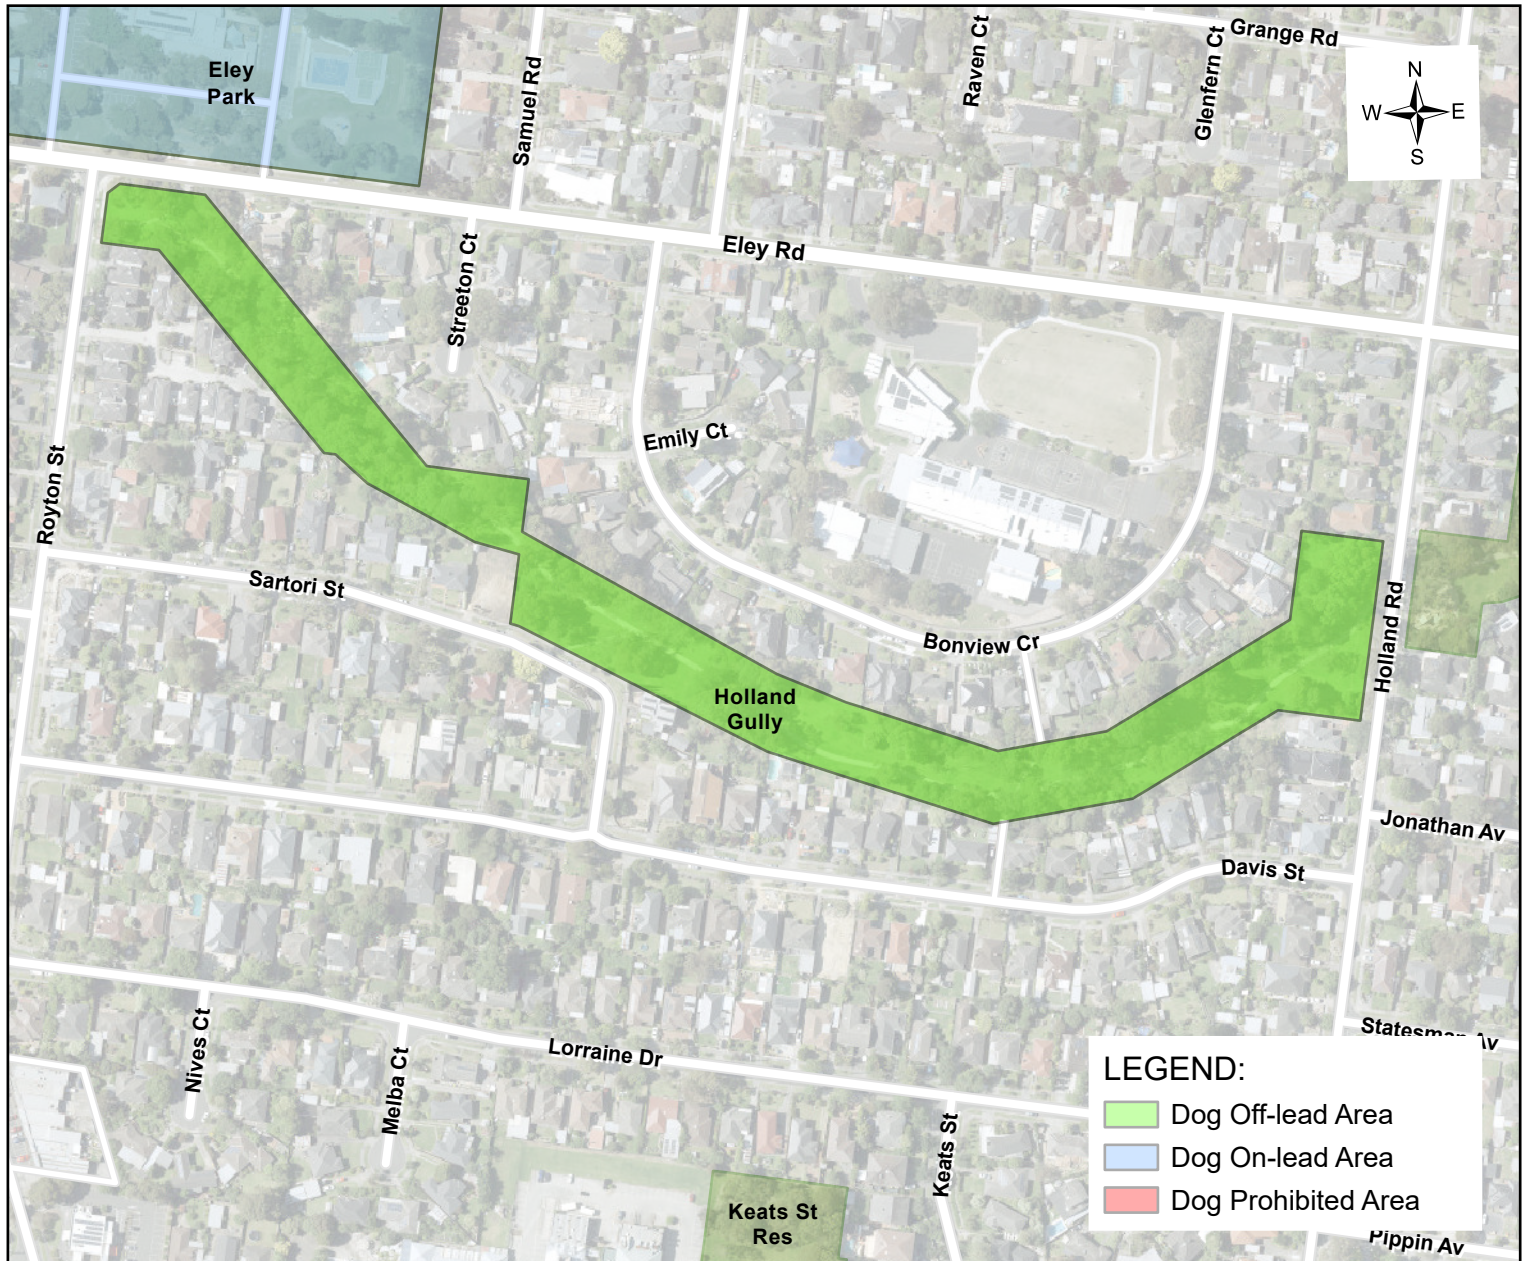 Grange Rd
Raven Ct
Glenfern Ct
N
W E
S
Eley
Park
Samuel Rd
Eley Rd
Streeton Ct
Emily Ct
Royton St
Sartori St
Bonview Cr
Holland Rd
Holland
Gully
Jonathan Av
Davis St
Nives Ct
Melba Ct
Lorraine Dr
Statesman Av
Keats St
Keats St
Res
LEGEND:
Dog Off-lead Area
Dog On-lead Area
Dog Prohibited Area
Pippin Av